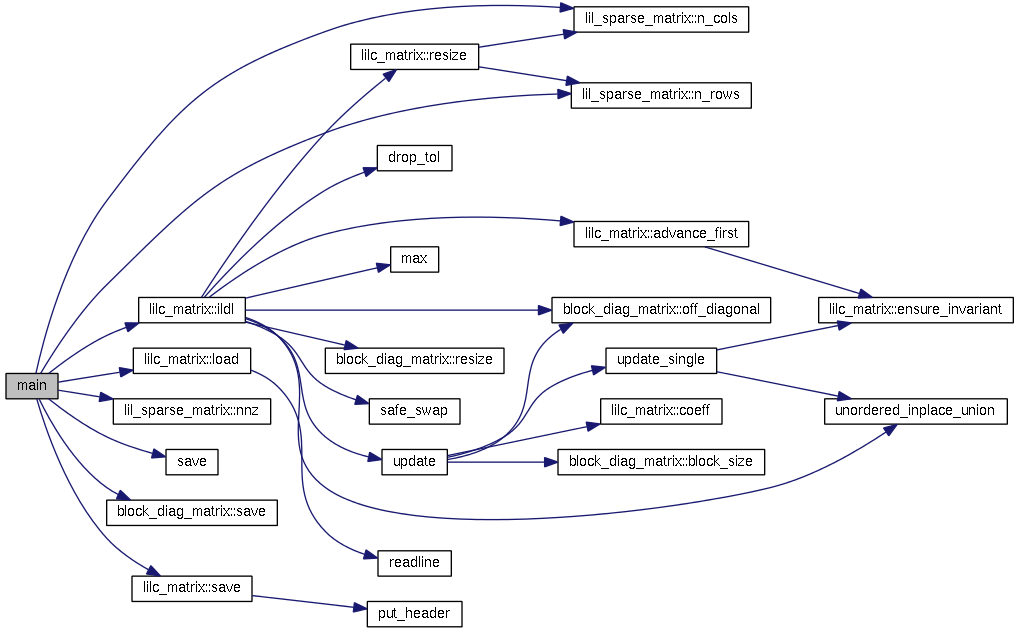 lil_sparse_matrix::n_cols
lilc_matrix::resize
lil_sparse_matrix::n_rows
drop_tol
lilc_matrix::advance_first
max
lilc_matrix::ildl
block_diag_matrix::off_diagonal
lilc_matrix::ensure_invariant
lilc_matrix::load
block_diag_matrix::resize
update_single
main
lil_sparse_matrix::nnz
safe_swap
lilc_matrix::coeff
unordered_inplace_union
save
update
block_diag_matrix::block_size
block_diag_matrix::save
readline
lilc_matrix::save
put_header